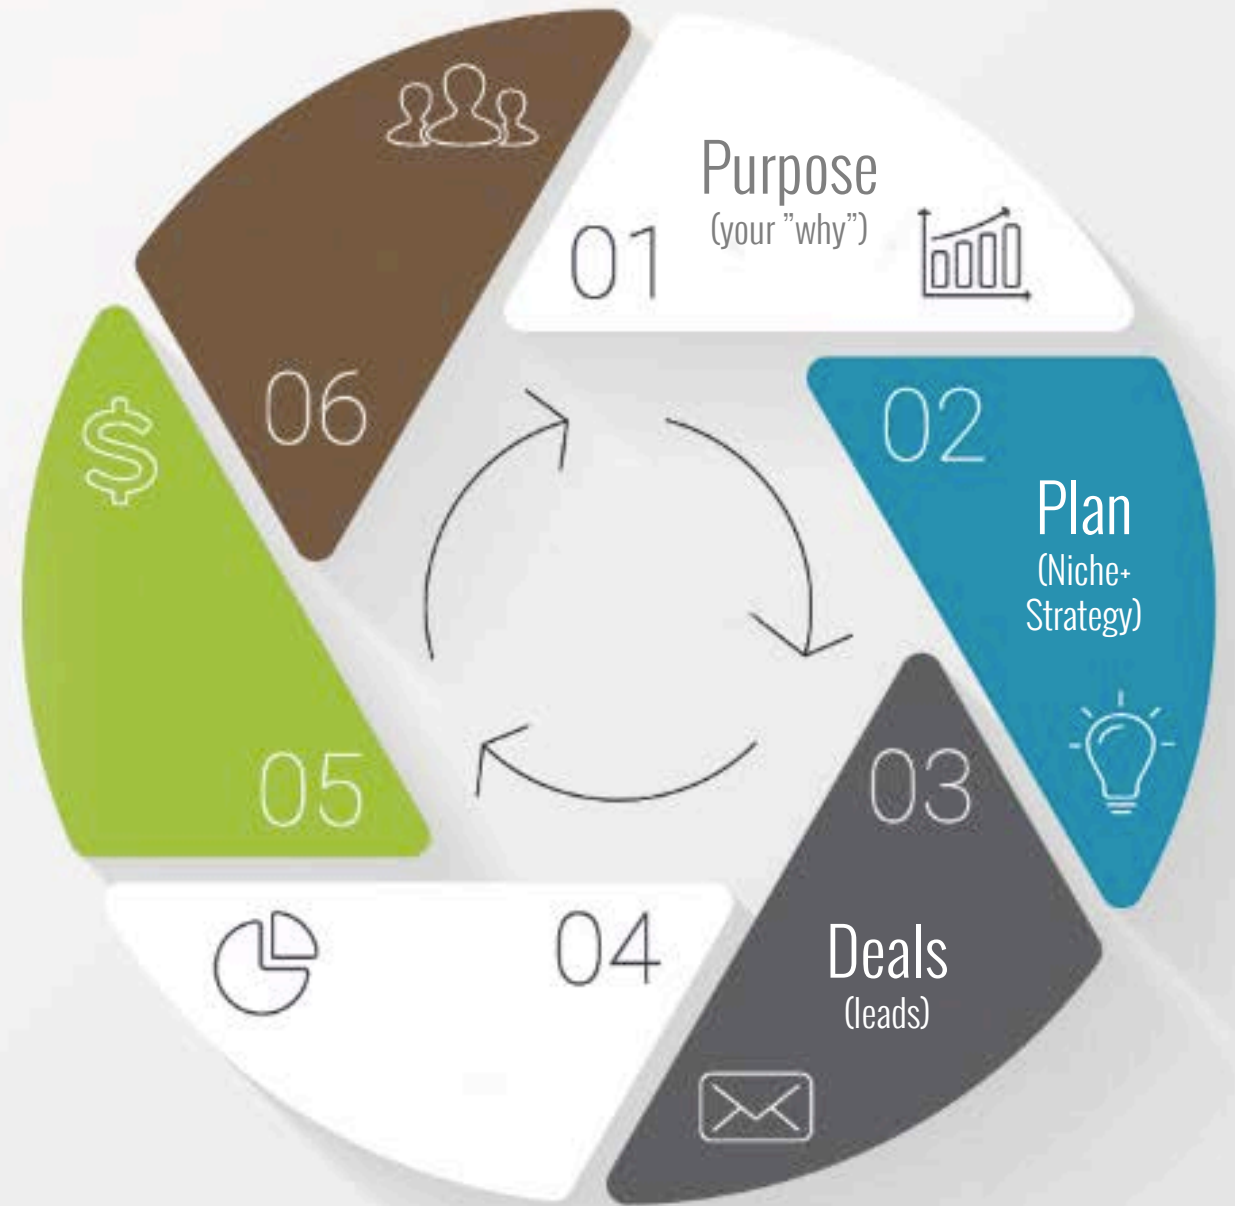 01
Purpose
(your ”why”)
02
Plan
(Niche+
Strategy)
03
Deals
(leads)
04
05
$
06